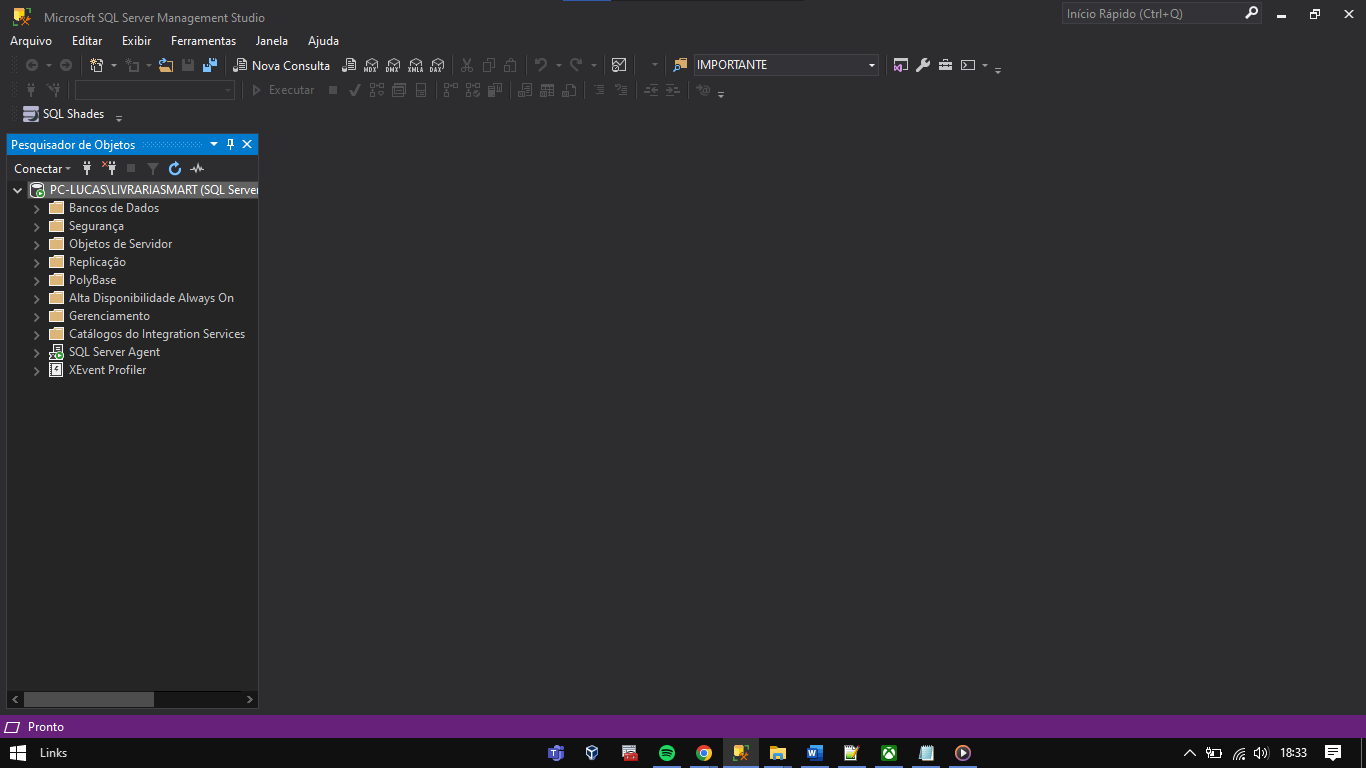 Microsoft SQL Server Management Studio
Início Rápido (Ctrl+Q)
Arquivo Editar Exibir Ferramentas Janela Ajuda
Nova Consulta MDX DMX XMLA DAX IMPORTANTE
Executar
SQL Shades
Pesquisador de Objetos
Conectar
PC-LUCAS\LIVRARIASMART (SQL Server
Bancos de Dados
Segurança
Objetos de Servidor
Replicação
PolyBase
Alta Disponibilidade Always On
Gerenciamento
Catálogos do Integration Services
SQL Server Agent
XEvent Profiler
Pronto
Links 18:33